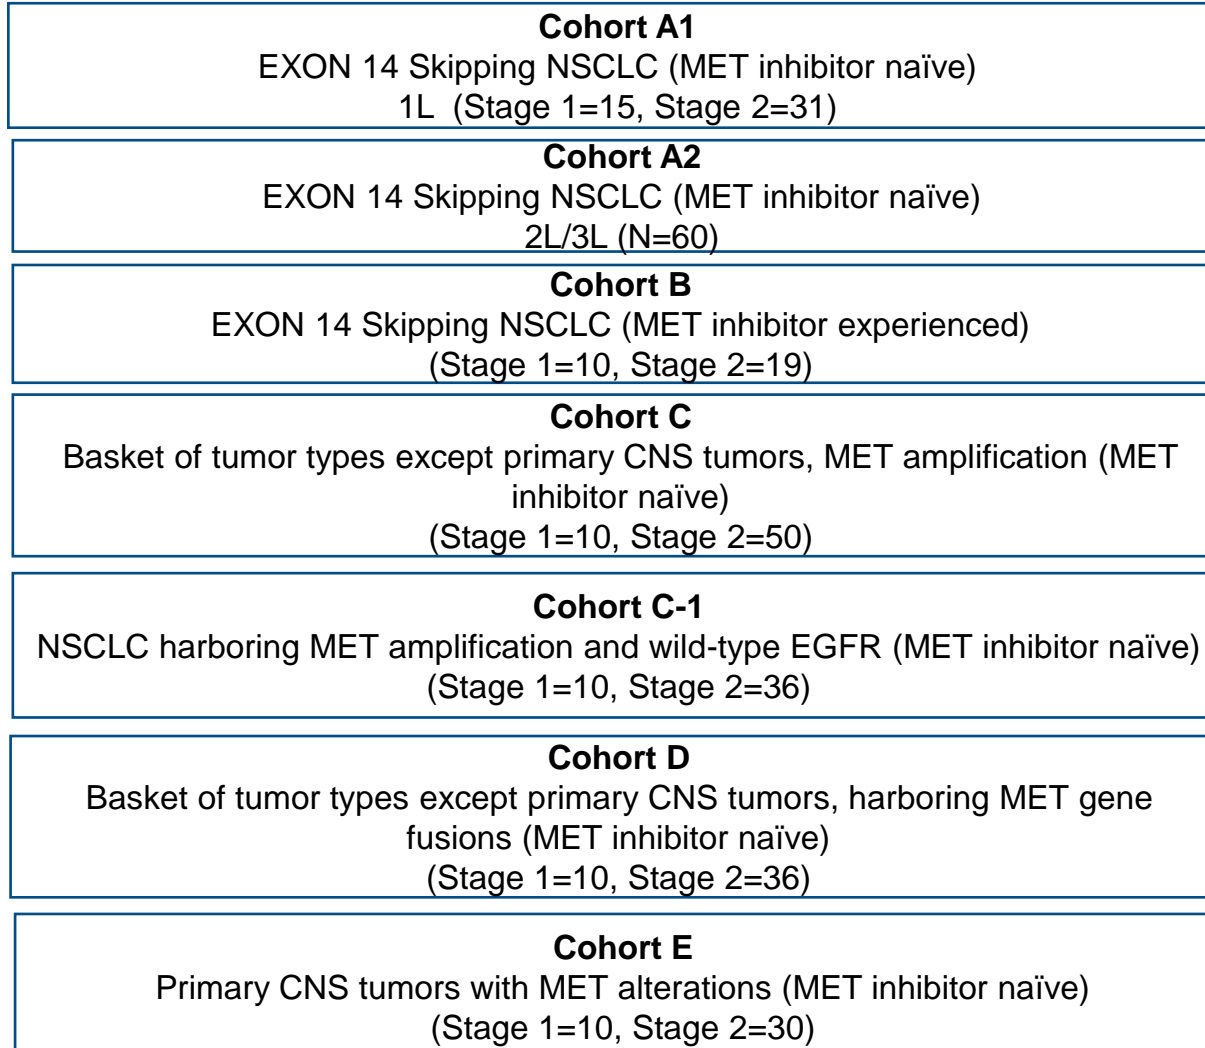 Cohort A1
EXON 14 Skipping NSCLC (MET inhibitor naïve)
1L (Stage 1=15, Stage 2=31)
Cohort A2
EXON 14 Skipping NSCLC (MET inhibitor naïve)
2L/3L (N=60)
Cohort B
EXON 14 Skipping NSCLC (MET inhibitor experienced)
(Stage 1=10, Stage 2=19)
Cohort C
Basket of tumor types except primary CNS tumors, MET amplification (MET
inhibitor naïve)
(Stage 1=10, Stage 2=50)
Cohort C-1
NSCLC harboring MET amplification and wild-type EGFR (MET inhibitor naïve)
(Stage 1=10, Stage 2=36)
Cohort D
Basket of tumor types except primary CNS tumors, harboring MET gene
fusions (MET inhibitor naïve)
(Stage 1=10, Stage 2=36)
Cohort E
Primary CNS tumors with MET alterations (MET inhibitor naïve)
(Stage 1=10, Stage 2=30)